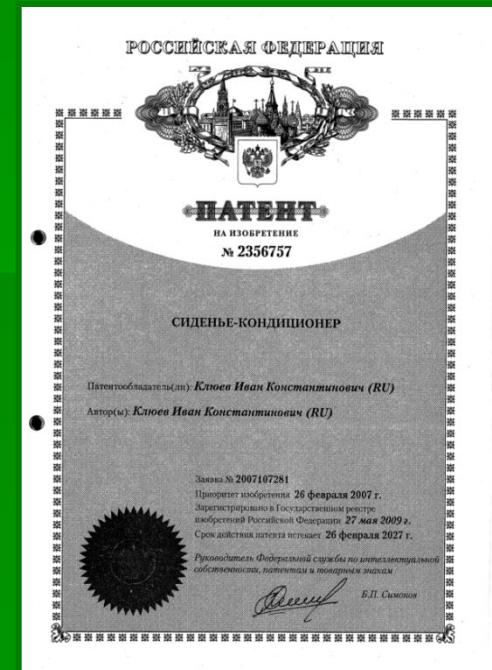 РОССИЙСКАЯ ФЕДЕРАЦИЯ
ПАТЕНТ
НА ИЗОБРЕТЕНИЕ
№ 2356757
СИДЕНЬЕ-КОНДИЦИОНЕР
Патентообладатель(ли): Клюев Иван Константинович (RU)
Автор(ы): Клюев Иван Константинович (RU)
Заявка № 2007107281
Приоритет изобретения 26 февраля 2007 г.
Зарегистрировано в Государственном реестре
изобретений Российской Федерации 27 мая 2009 г.
Срок действия патента истекает 26 февраля 2027 г.
Руководитель Федеральной службы по интеллектуальной
собственности, патентам и товарным знакам
Б.П. Симонов